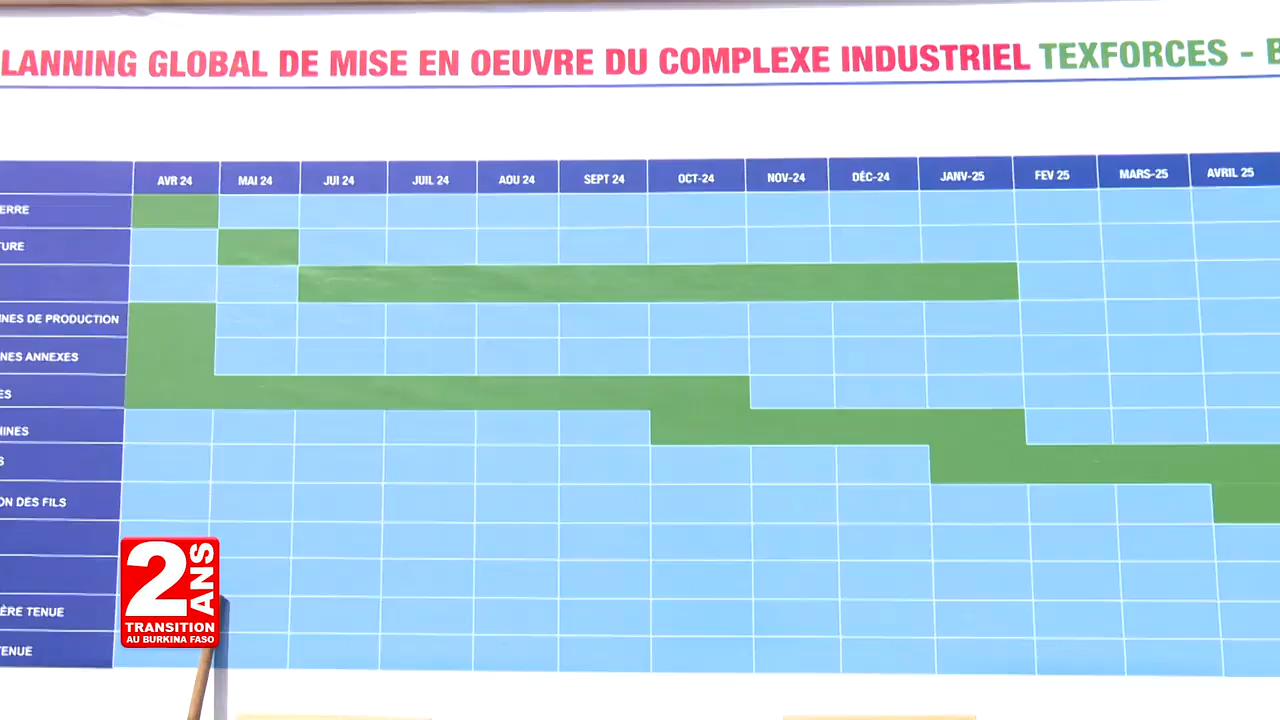 LANNING GLOBAL DE MISE EN OEUVRE DU COMPLEXE INDUSTRIEL TEXFORCES - B
AVR 24 MAI 24 JUI 24 JUIL 24 AOU 24 SEPT 24 OCT-24 NOV-24 DÉC-24 JANV-25 FEV 25 MARS-25 AVRIL 25
ERRE
TURE
INES DE PRODUCTION
NES ANNEXES
ES
HINES
S
ON DES FILS
ÈRE TENUE
TENUE
2 ANS
TRANSITION
AU BURKINA FASO